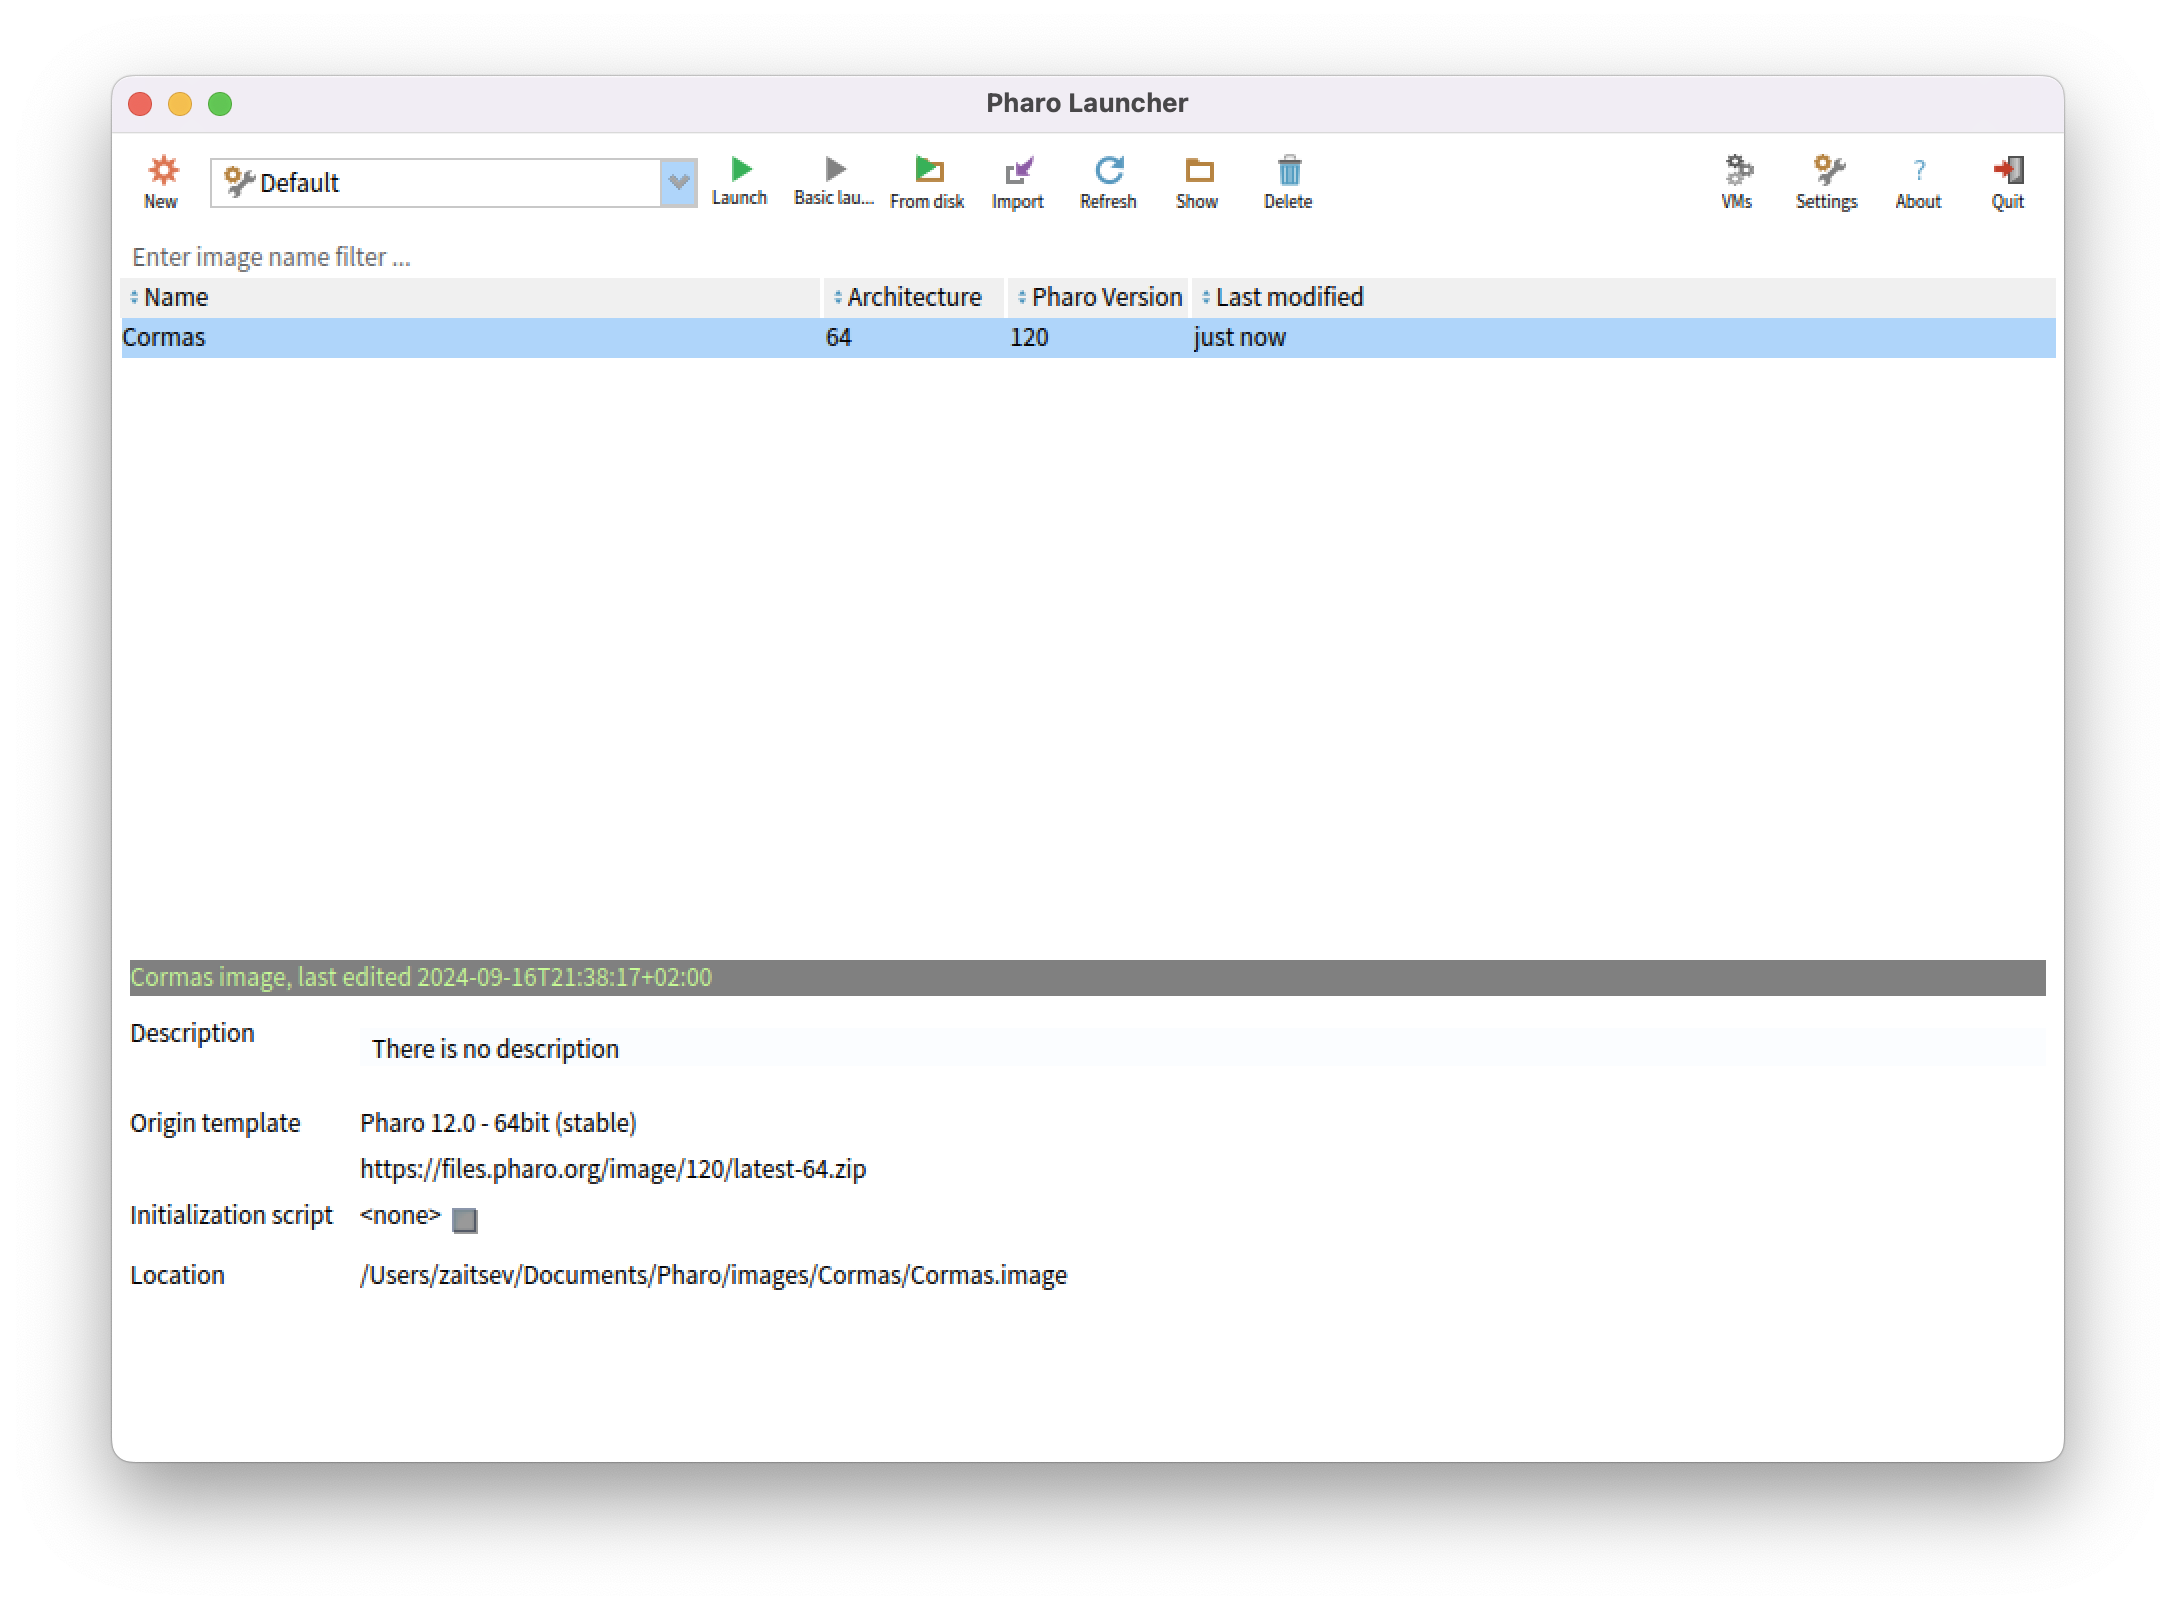 Pharo Launcher
New
Default
Launch
Basic lau...
From disk
Import
Refresh
Show
Delete
VMs
Settings
? About
Quit
Enter image name filter ...
Name Architecture Pharo Version Last modified
Cormas 64 120 just now
Cormas image, last edited 2024-09-16T21:38:17+02:00
Description There is no description
Origin template Pharo 12.0 - 64bit (stable)
https://files.pharo.org/image/120/latest-64.zip
Initialization script <none>
Location /Users/zaitsev/Documents/Pharo/images/Cormas/Cormas.image